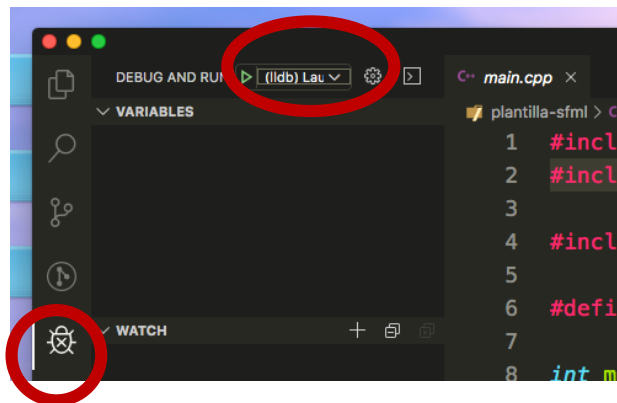 DEBUG AND RUN (lldb) Lau
VARIABLES
WATCH
C++ main.cpp ×
plantilla-sfml >
1 #incl
2 #incl
3
4 #incl
5
6 #defi
7
8 int m